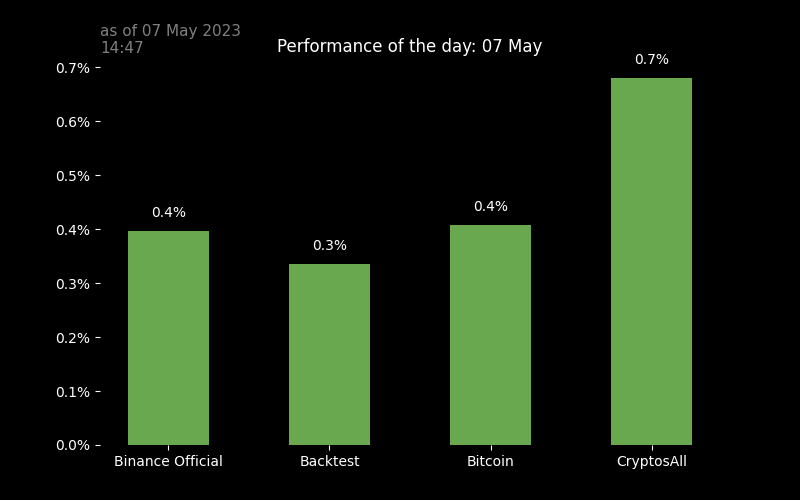 as of 07 May 2023
14:47
Performance of the day: 07 May
0.7%
0.6%
0.5%
0.4%
0.3%
0.2%
0.1%
0.0%
0.4%
0.3%
0.4%
0.7%
Binance Official
Backtest
Bitcoin
CryptosAll